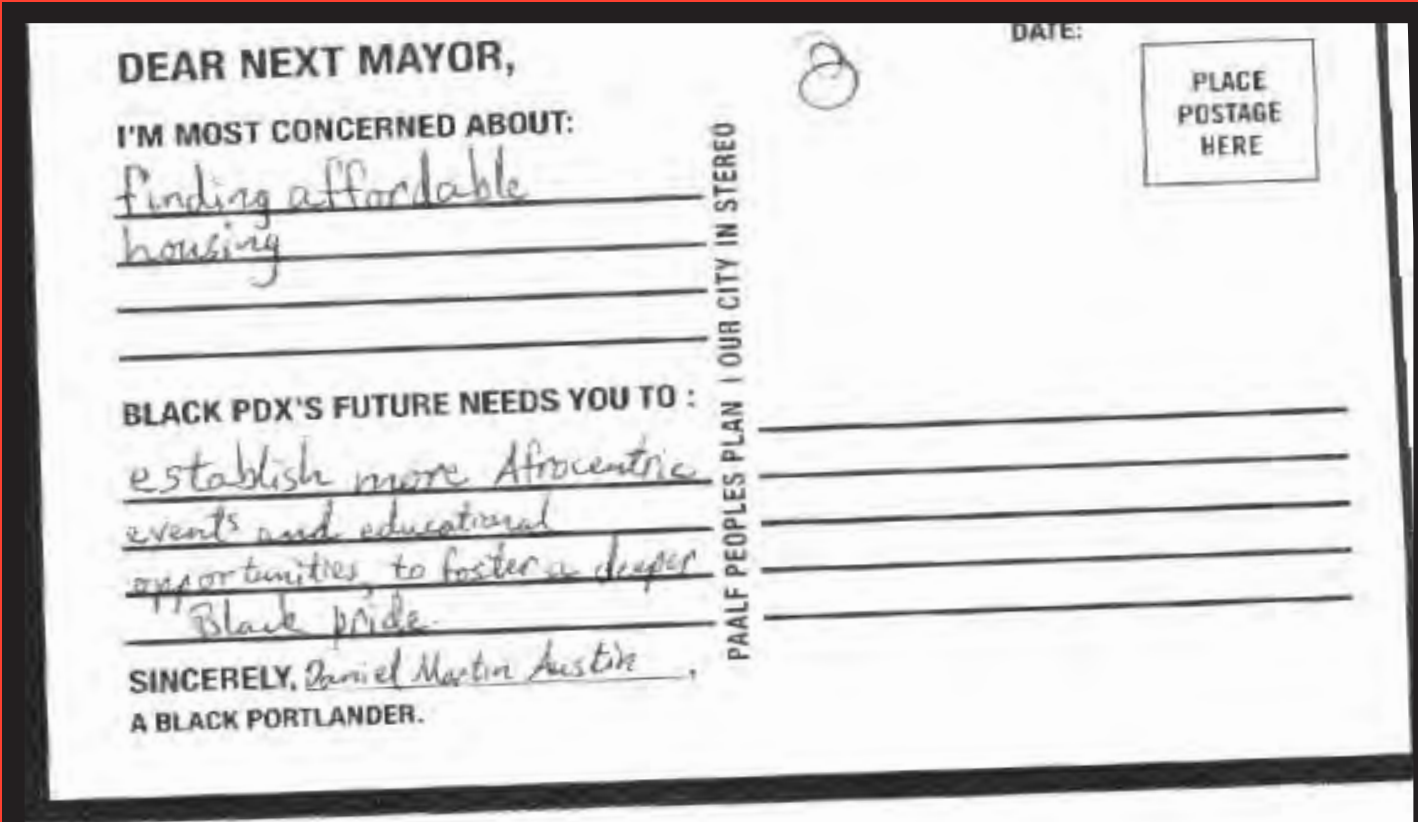 DEAR NEXT MAYOR,
I'M MOST CONCERNED ABOUT:
finding affordable
housing
BLACK PDX'S FUTURE NEEDS YOU TO :
establish more Afrocentric
events and educational
opportunities, to foster a deeper
Black pride.
SINCERELY, Daniel Martin Austin,
A BLACK PORTLANDER.
PAALF PEOPLES PLAN | OUR CITY IN STEREO
DATE:
PLACE
POSTAGE
HERE